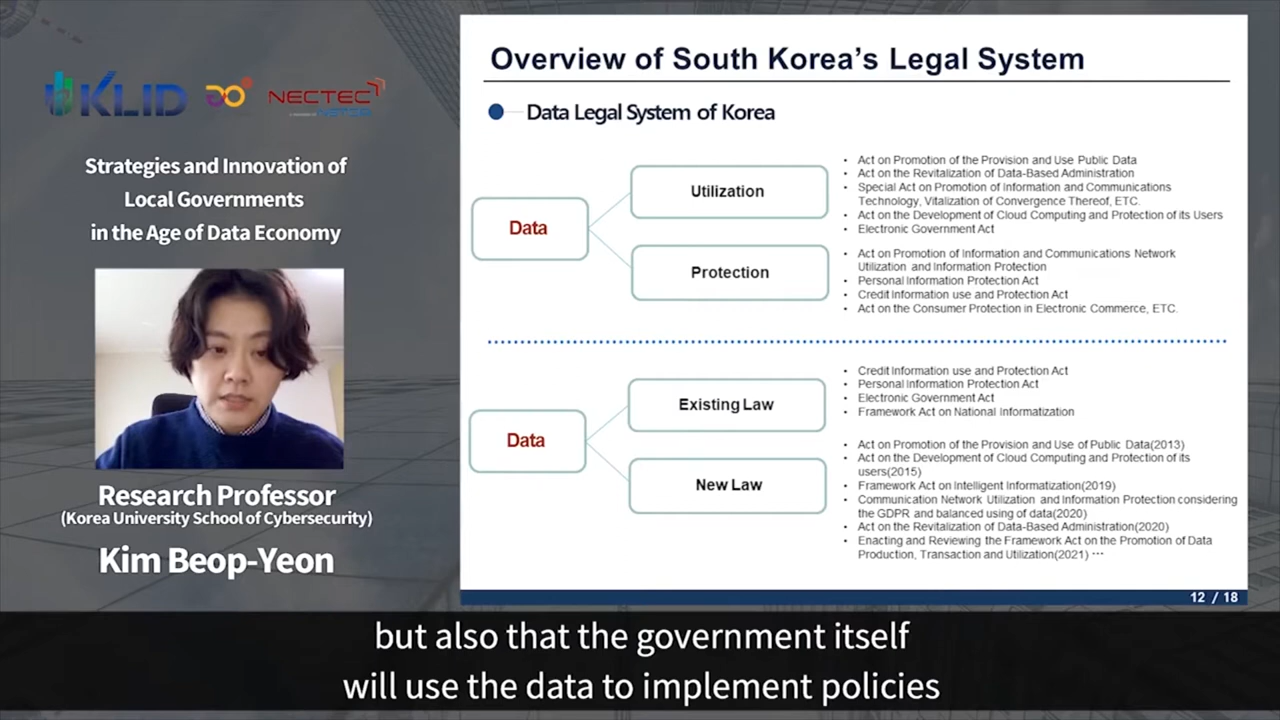 KLID
NECTEC
Strategies and Innovation of
Local Governments
in the Age of Data Economy
Research Professor
(Korea University School of Cybersecurity)
Kim Beop-Yeon
Overview of South Korea's Legal System
Data Legal System of Korea
Data
Utilization
• Act on Promotion of the Provision and Use Public Data
• Act on the Revitalization of Data-Based Administration
• Special Act on Promotion of Information and Communications
Technology, Vitalization of Convergence Thereof, ETC.
• Act on the Development of Cloud Computing and Protection of its Users
• Electronic Government Act
Protection
• Act on Promotion of Information and Communications Network
Utilization and Information Protection
• Personal Information Protection Act
• Credit Information use and Protection Act
• Act on the Consumer Protection in Electronic Commerce, ETC.
Data
Existing Law
• Credit Information use and Protection Act
• Personal Information Protection Act
• Electronic Government Act
• Framework Act on National Informatization
New Law
• Act on Promotion of the Provision and Use of Public Data(2013)
• Act on the Development of Cloud Computing and Protection of its
users(2015)
• Framework Act on Intelligent Informatization(2019)
• Communication Network Utilization and Information Protection considering
the GDPR and balanced using of data(2020)
• Act on the Revitalization of Data-Based Administration(2020)
• Enacting and Reviewing the Framework Act on the Promotion of Data
Production, Transaction and Utilization(2021) ⋯
12 / 18
but also that the government itself
will use the data to implement policies